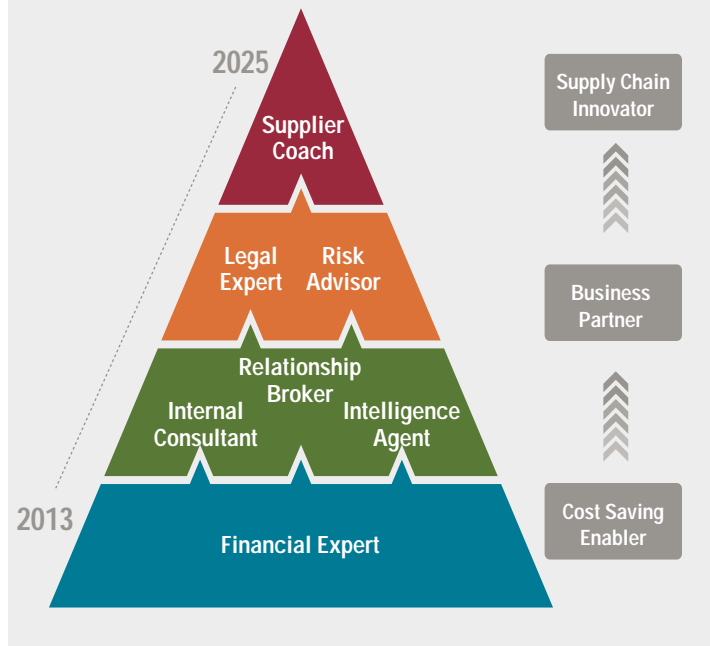 2025
Supplier
Coach
Legal
Expert
Risk
Advisor
Relationship
Broker
Internal
Consultant
Intelligence
Agent
2013
Financial Expert
Supply Chain
Innovator
Business
Partner
Cost Saving
Enabler